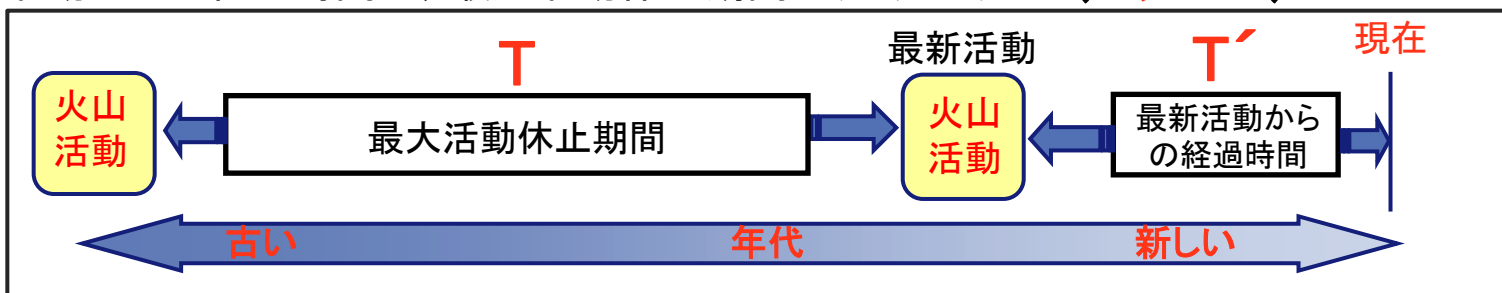 T
最新活動
T´
現在
火山
活動
最大活動休止期間
火山
活動
最新活動から
の経過時間
古い
年代
新しい